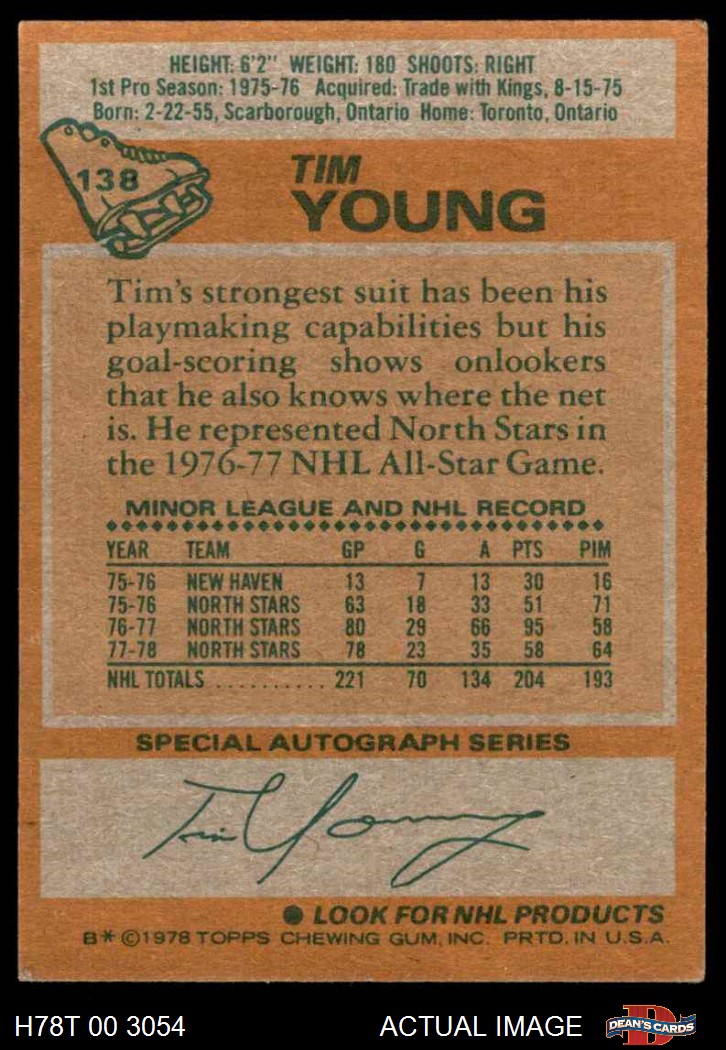 HEIGHT: 6'2" WEIGHT: 180 SHOOTS: RIGHT
1st Pro Season: 1975-76 Acquired: Trade with Kings, 8-15-75
Born: 2-22-55, Scarborough, Ontario Home: Toronto, Ontario
138
TIM
YOUNG
Tim's strongest suit has been his
playmaking capabilities but his
goal-scoring shows onlookers
that he also knows where the net
is. He represented North Stars in
the 1976-77 NHL All-Star Game.
MINOR LEAGUE AND NHL RECORD
YEAR TEAM GP G A PTS PIM
75-76 NEW HAVEN 13 7 13 30 16
75-76 NORTH STARS 63 18 33 51 71
76-77 NORTH STARS 80 29 66 95 58
77-78 NORTH STARS 78 23 35 58 64
NHL TOTALS .......... 221 70 134 204 193
SPECIAL AUTOGRAPH SERIES
Tim Young
● LOOK FOR NHL PRODUCTS
B* ©1978 TOPPS CHEWING GUM, INC. PRTD. IN U.S.A.
H78T 00 3054 ACTUAL IMAGE
D
DEAN'S CARDS